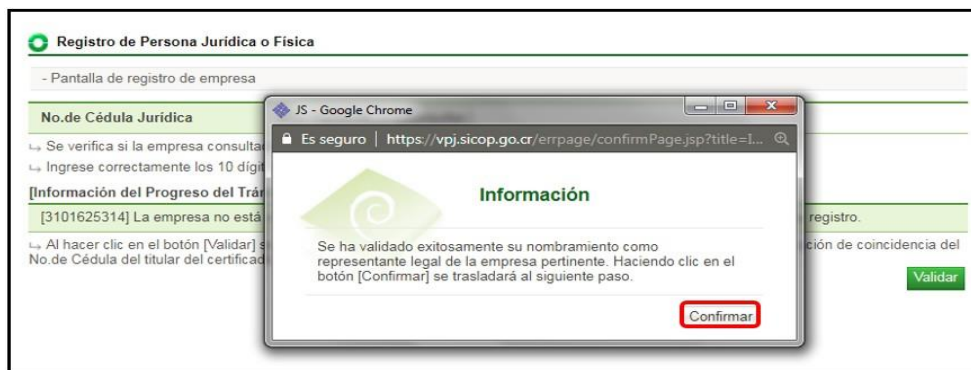 Registro de Persona Jurídica o Física
- Pantalla de registro de empresa
No.de Cédula Jurídica
Se verifica si la empresa consulta
Ingrese correctamente los 10 dígit
[Información del Progreso del Trá
[3101625314] La empresa no está
registro.
Al hacer clic en el botón [Validar] s
ción de coincidencia del
No.de Cédula del titular del certificad
Validar
JS - Google Chrome
Es seguro | https://vpj.sicop.go.cr/errpage/confirmPage.jsp?title=I...
Información
Se ha validado exitosamente su nombramiento como
representante legal de la empresa pertinente. Haciendo clic en el
botón [Confirmar] se trasladará al siguiente paso.
Confirmar